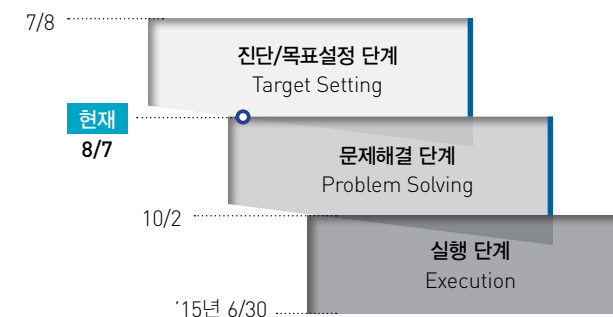 7/8
진단/목표설정 단계
Target Setting
현재
8/7
문제해결 단계
Problem Solving
10/2
실행 단계
Execution
'15년 6/30